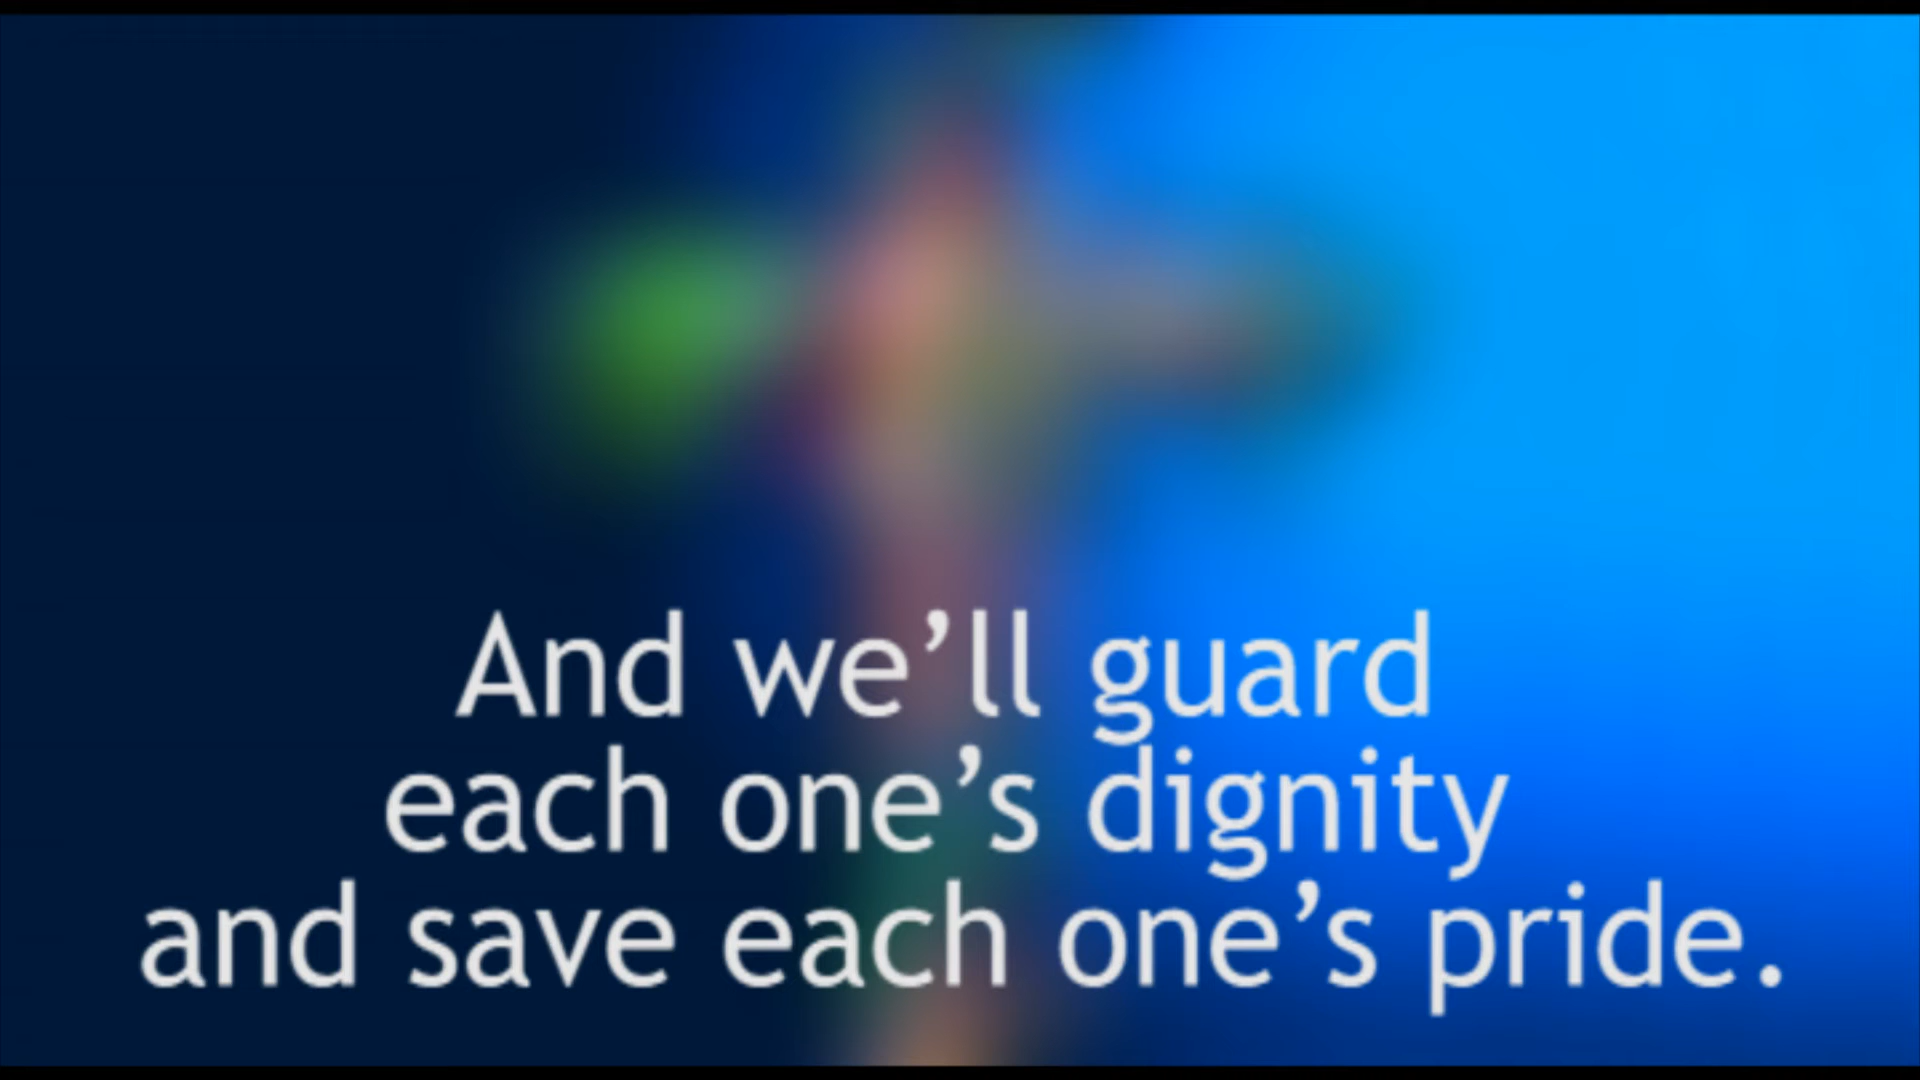 And we’ll guard
each one’s dignity
and save each one’s pride.